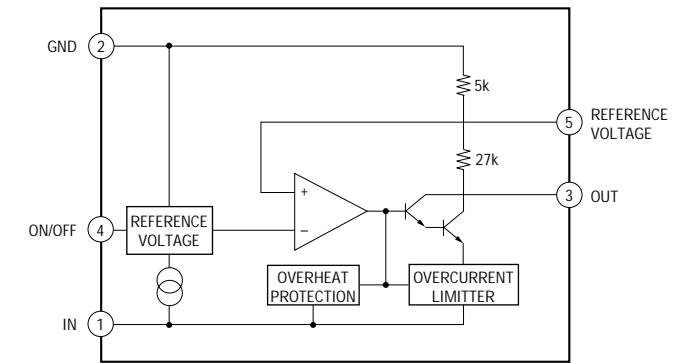 GND 2
5k
5 REFERENCE
VOLTAGE
27k
3 OUT
+
−
ON/OFF 4
REFERENCE
VOLTAGE
OVERHEAT
PROTECTION
OVERCURRENT
LIMITTER
IN 1